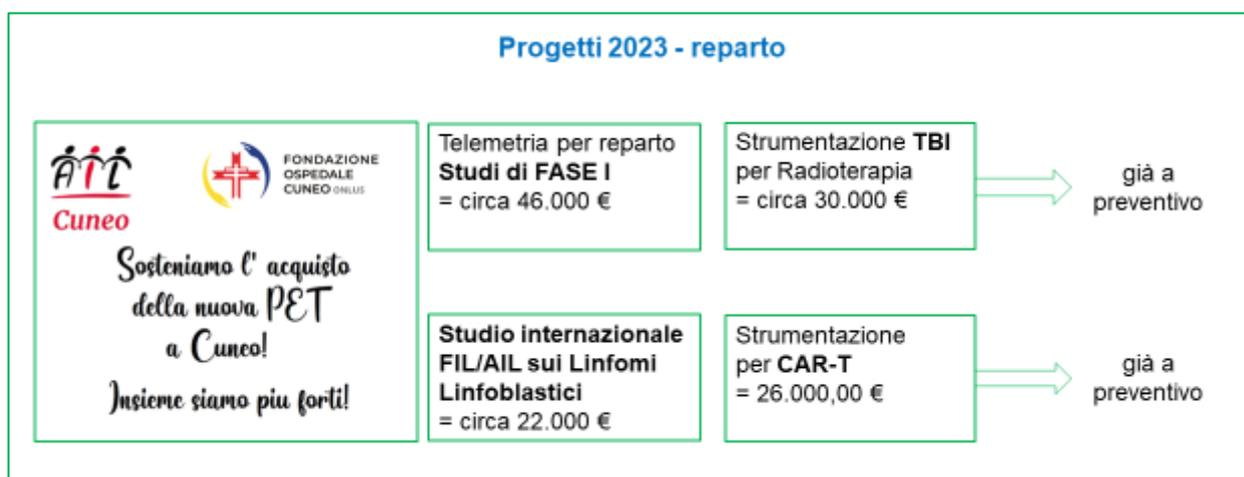 Progetti 2023 - reparto
AIL
Cuneo
FONDAZIONE
OSPEDALE
CUNEO ONLUS
Sosteniamo l' acquisto
della nuova PET
a Cuneo!
Insieme siamo piu forti!
Telemetria per reparto
Studi di FASE I
= circa 46.000 €
Strumentazione TBI
per Radioterapia
= circa 30.000 €
già a
preventivo
Studio internazionale
FIL/AIL sui Linfomi
Linfoblastici
= circa 22.000 €
Strumentazione
per CAR-T
= 26.000,00 €
già a
preventivo